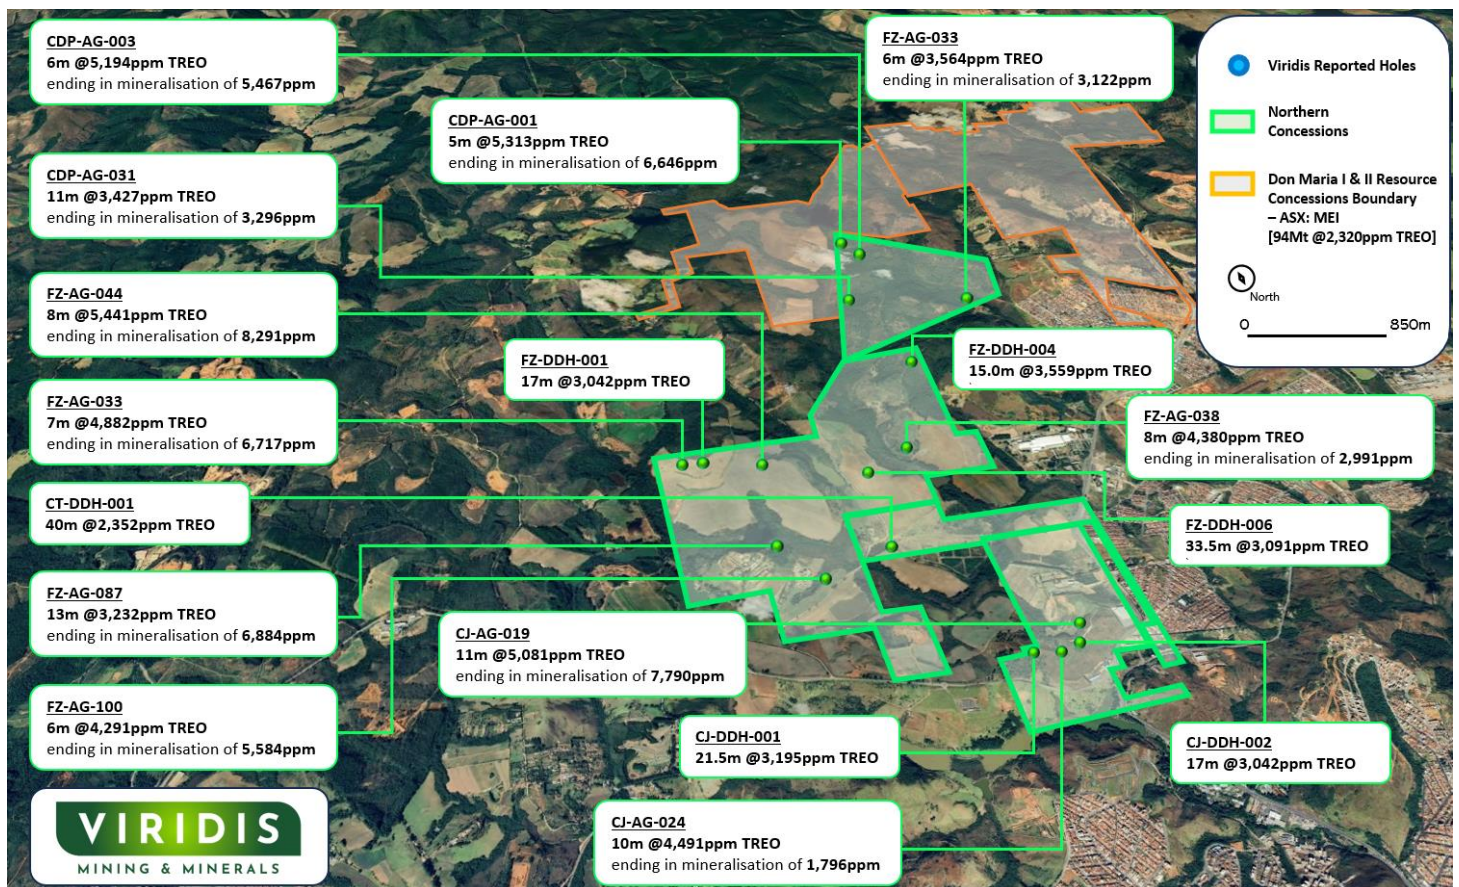 CDP-AG-003
6m @5,194ppm TREO
ending in mineralisation of 5,467ppm
FZ-AG-033
6m @3,564ppm TREO
ending in mineralisation of 3,122ppm
CDP-AG-001
5m @5,313ppm TREO
ending in mineralisation of 6,646ppm
CDP-AG-031
11m @3,427ppm TREO
ending in mineralisation of 3,296ppm
FZ-AG-044
8m @5,441ppm TREO
ending in mineralisation of 8,291ppm
FZ-DDH-001
17m @3,042ppm TREO
FZ-DDH-004
15.0m @3,559ppm TREO
FZ-AG-033
7m @4,882ppm TREO
ending in mineralisation of 6,717ppm
FZ-AG-038
8m @4,380ppm TREO
ending in mineralisation of 2,991ppm
CT-DDH-001
40m @2,352ppm TREO
FZ-DDH-006
33.5m @3,091ppm TREO
FZ-AG-087
13m @3,232ppm TREO
ending in mineralisation of 6,884ppm
CJ-AG-019
11m @5,081ppm TREO
ending in mineralisation of 7,790ppm
FZ-AG-100
6m @4,291ppm TREO
ending in mineralisation of 5,584ppm
CJ-DDH-001
21.5m @3,195ppm TREO
CJ-DDH-002
17m @3,042ppm TREO
CJ-AG-024
10m @4,491ppm TREO
ending in mineralisation of 1,796ppm
Viridis Reported Holes
Northern
Concessions
Don Maria I & II Resource
Concessions Boundary
– ASX: MEI
[94Mt @2,320ppm TREO]
North
0 850m
VIRIDIS
MINING & MINERALS